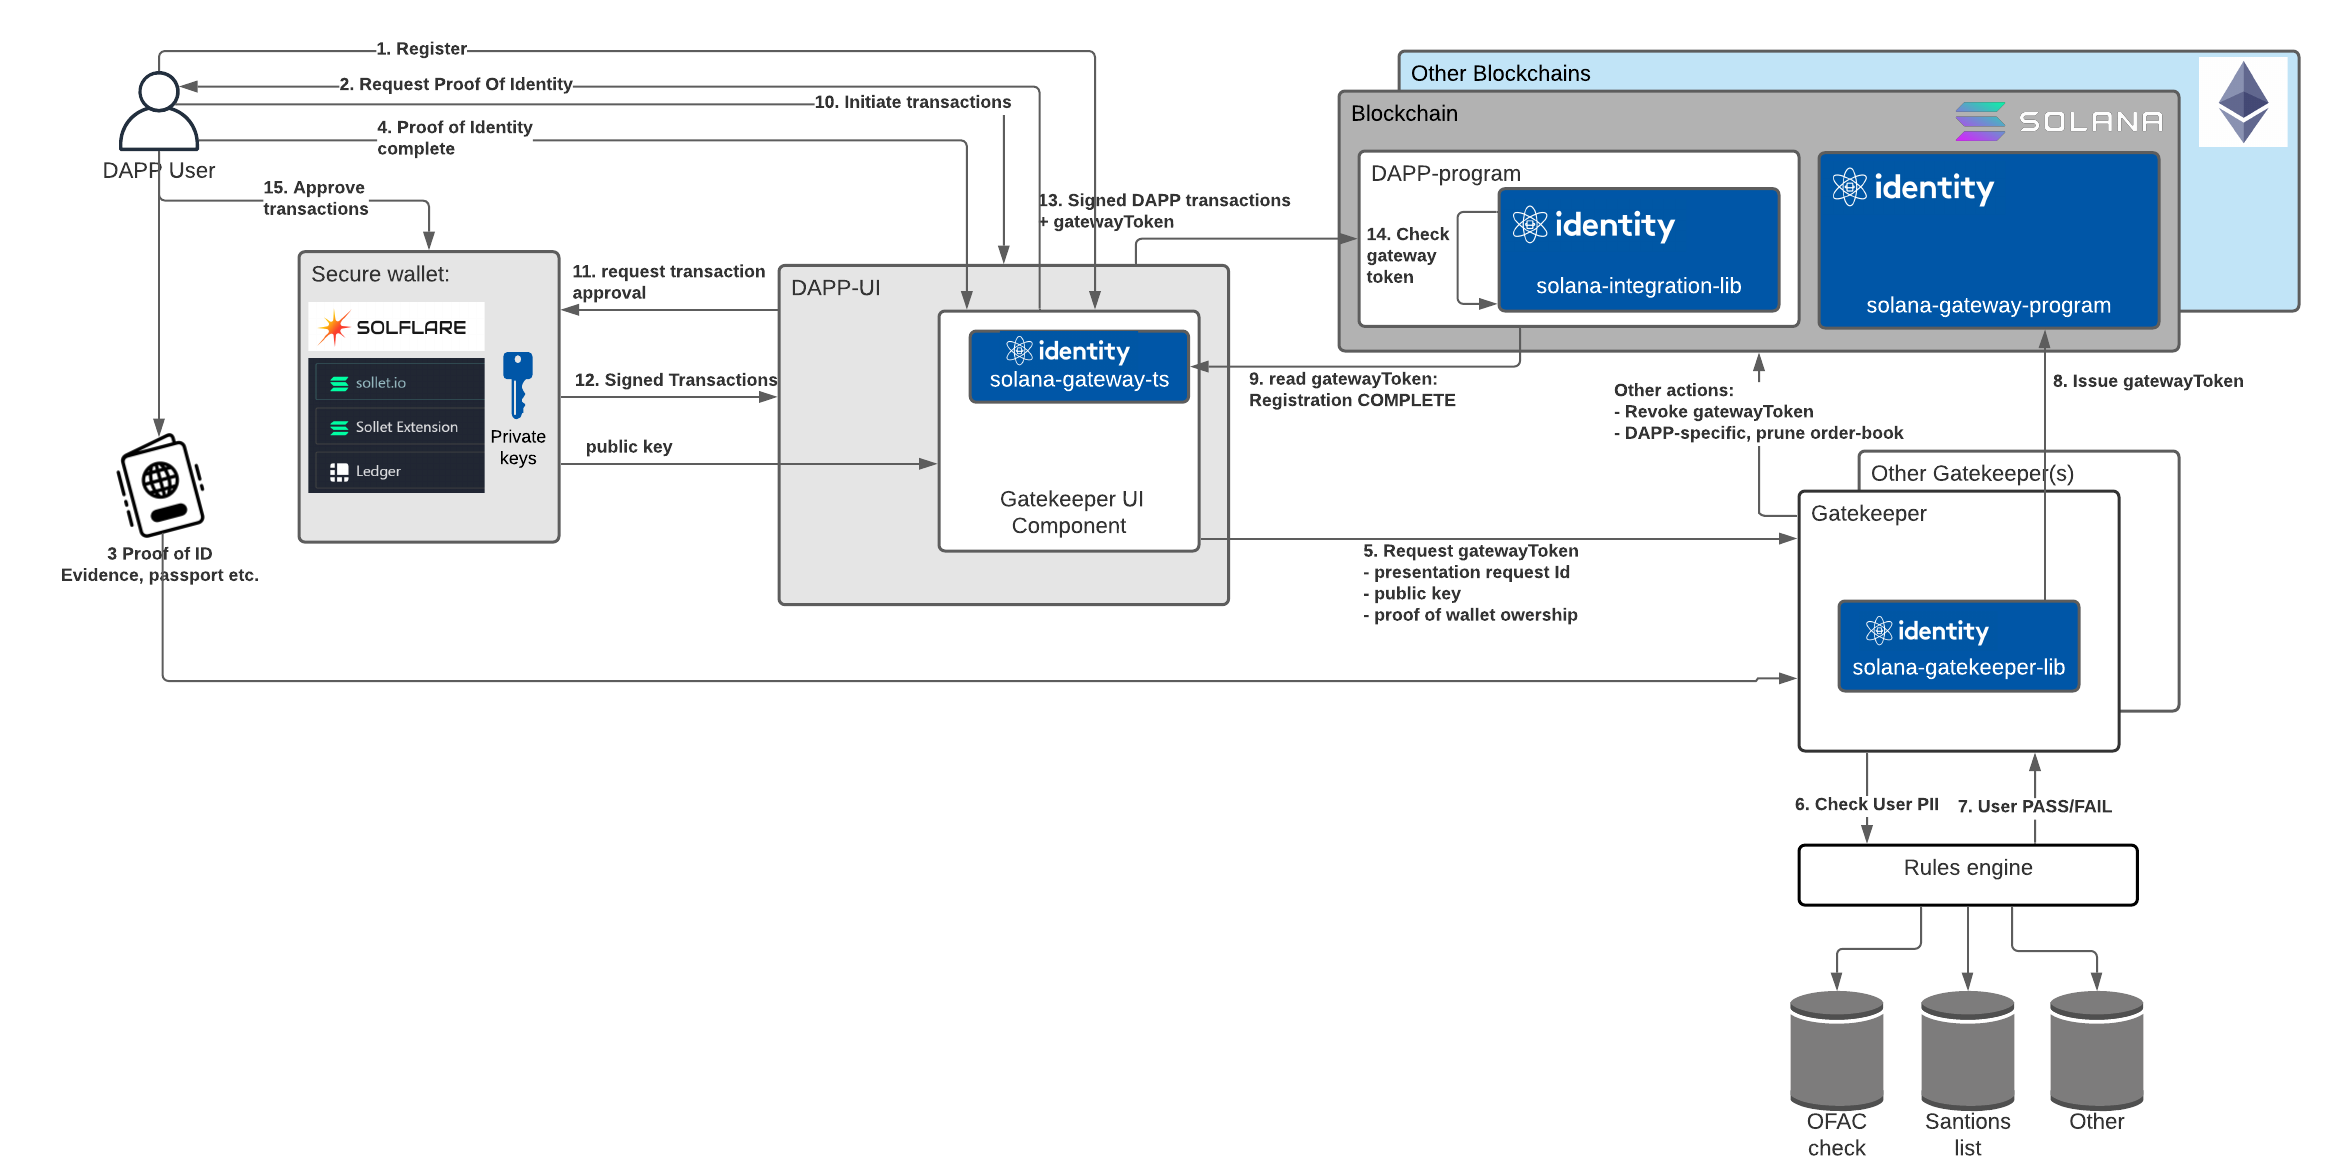 1. Register
2. Request Proof Of Identity
10. Initiate transactions
4. Proof of Identity
complete
DAPP User
15. Approve
transactions
Secure wallet:
SOLFLARE
sollet.io
Sollet Extension
Ledger
Private
keys
11. request transaction
approval
12. Signed Transactions
public key
3 Proof of ID
Evidence, passport etc.
DAPP-UI
identity
solana-gateway-ts
Gatekeeper UI
Component
13. Signed DAPP transactions
+ gatewayToken
Other Blockchains
Blockchain
SOLANA
DAPP-program
14. Check
gateway
token
identity
solana-integration-lib
identity
solana-gateway-program
9. read gatewayToken:
Registration COMPLETE
Other actions:
- Revoke gatewayToken
- DAPP-specific, prune order-book
8. Issue gatewayToken
Other Gatekeeper(s)
Gatekeeper
5. Request gatewayToken
- presentation request Id
- public key
- proof of wallet owership
identity
solana-gatekeeper-lib
6. Check User PII
7. User PASS/FAIL
Rules engine
OFAC
check
Santions
list
Other